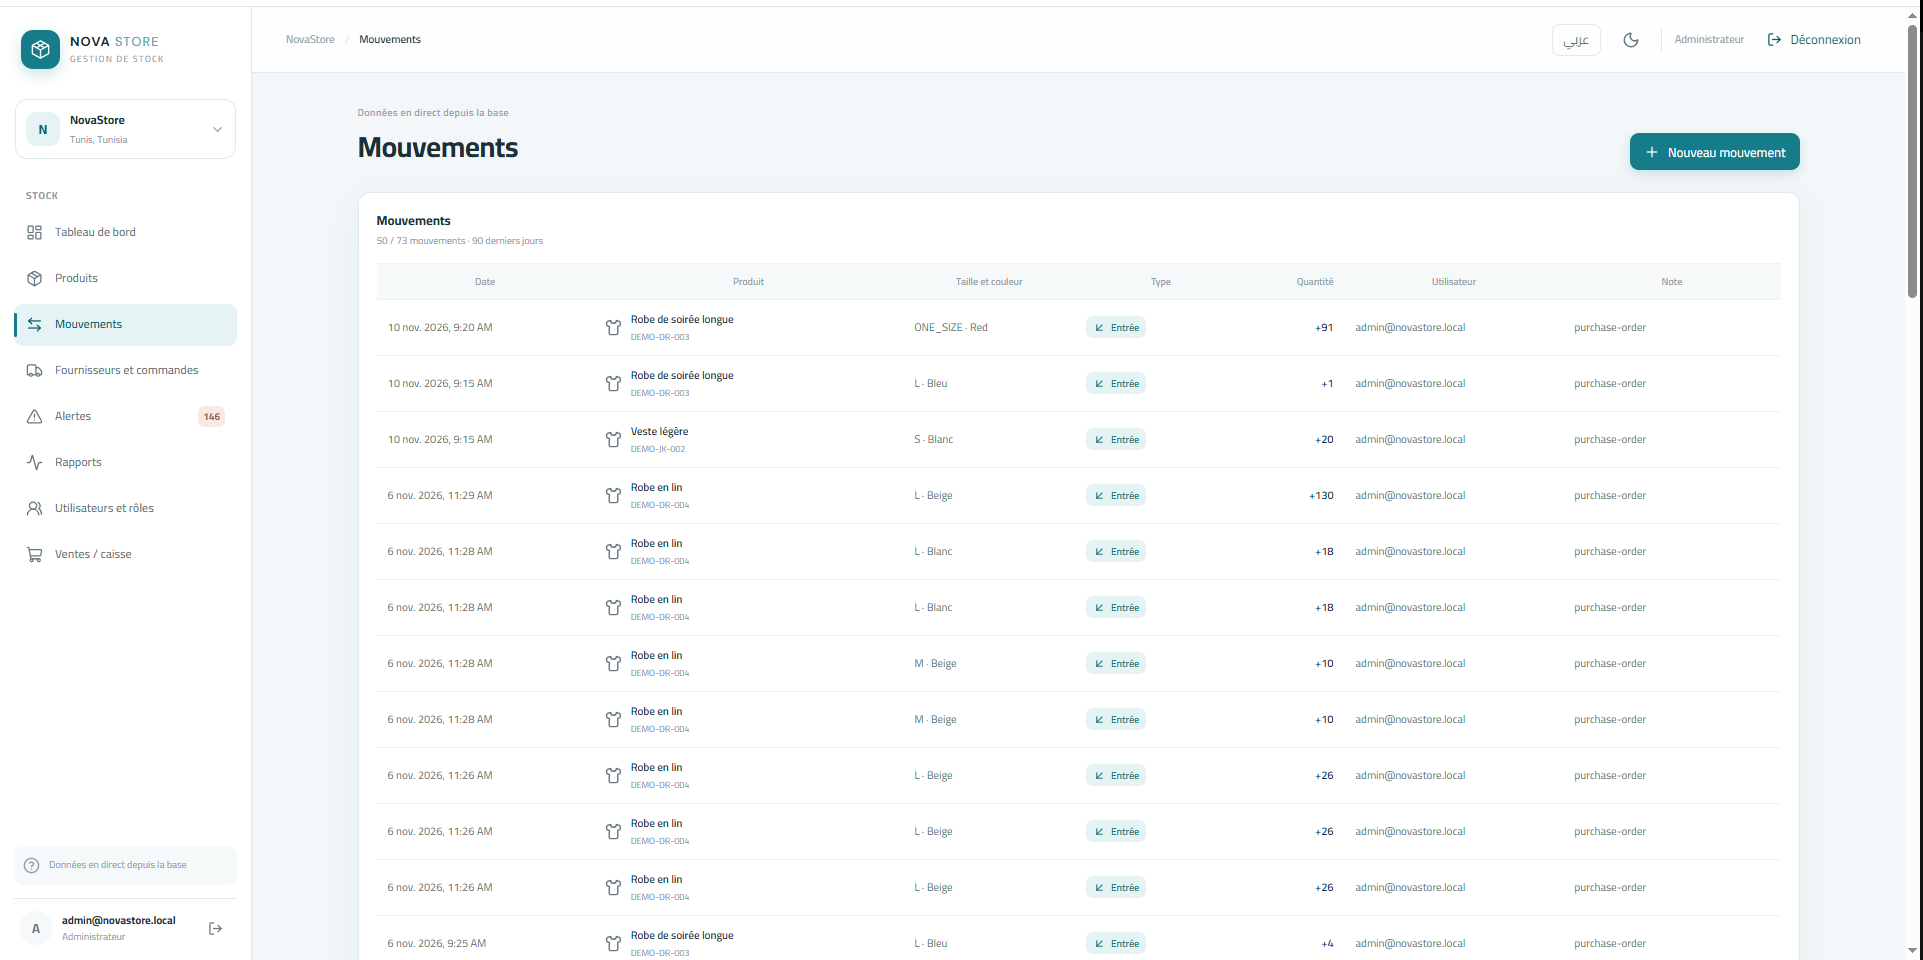 NOVA STORE
GESTION DE STOCK
N
NovaStore
Tunis, Tunisia
STOCK
Tableau de bord
Produits
Mouvements
Fournisseurs et commandes
Alertes 146
Rapports
Utilisateurs et rôles
Ventes / caisse
Données en direct depuis la base
A
admin@novastore.local
Administrateur
NovaStore / Mouvements
عربي
Administrateur
Déconnexion
Données en direct depuis la base
Mouvements
+ Nouveau mouvement
Mouvements
50 / 73 mouvements · 90 derniers jours
Date Produit Taille et couleur Type Quantité Utilisateur Note
10 nov. 2026, 9:20 AM Robe de soirée longue ONE_SIZE · Red Entrée +91 admin@novastore.local purchase-order
DEMO-DR-003
10 nov. 2026, 9:15 AM Robe de soirée longue L · Bleu Entrée +1 admin@novastore.local purchase-order
DEMO-DR-003
10 nov. 2026, 9:15 AM Veste légère S · Blanc Entrée +20 admin@novastore.local purchase-order
DEMO-JK-002
6 nov. 2026, 11:29 AM Robe en lin L · Beige Entrée +130 admin@novastore.local purchase-order
DEMO-DR-004
6 nov. 2026, 11:28 AM Robe en lin L · Blanc Entrée +18 admin@novastore.local purchase-order
DEMO-DR-004
6 nov. 2026, 11:28 AM Robe en lin L · Blanc Entrée +18 admin@novastore.local purchase-order
DEMO-DR-004
6 nov. 2026, 11:28 AM Robe en lin M · Beige Entrée +10 admin@novastore.local purchase-order
DEMO-DR-004
6 nov. 2026, 11:28 AM Robe en lin M · Beige Entrée +10 admin@novastore.local purchase-order
DEMO-DR-004
6 nov. 2026, 11:26 AM Robe en lin L · Beige Entrée +26 admin@novastore.local purchase-order
DEMO-DR-004
6 nov. 2026, 11:26 AM Robe en lin L · Beige Entrée +26 admin@novastore.local purchase-order
DEMO-DR-004
6 nov. 2026, 11:26 AM Robe en lin L · Beige Entrée +26 admin@novastore.local purchase-order
DEMO-DR-004
6 nov. 2026, 9:25 AM Robe de soirée longue L · Bleu Entrée +4 admin@novastore.local purchase-order
DEMO-DR-003